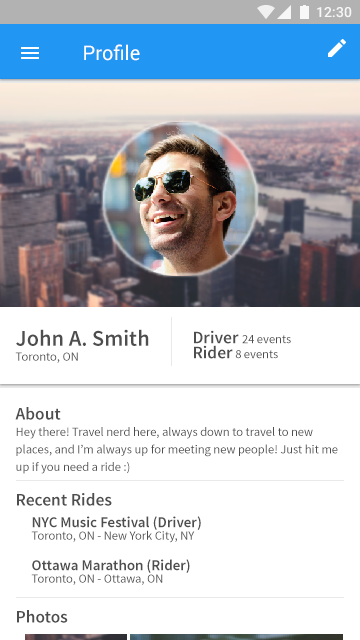 12:30
Profile
John A. Smith
Toronto, ON
Driver 24 events
Rider 8 events
About
Hey there! Travel nerd here, always down to travel to new
places, and I'm always up for meeting new people! Just hit me
up if you need a ride :)
Recent Rides
NYC Music Festival (Driver)
Toronto, ON - New York City, NY
Ottawa Marathon (Rider)
Toronto, ON - Ottawa, ON
Photos